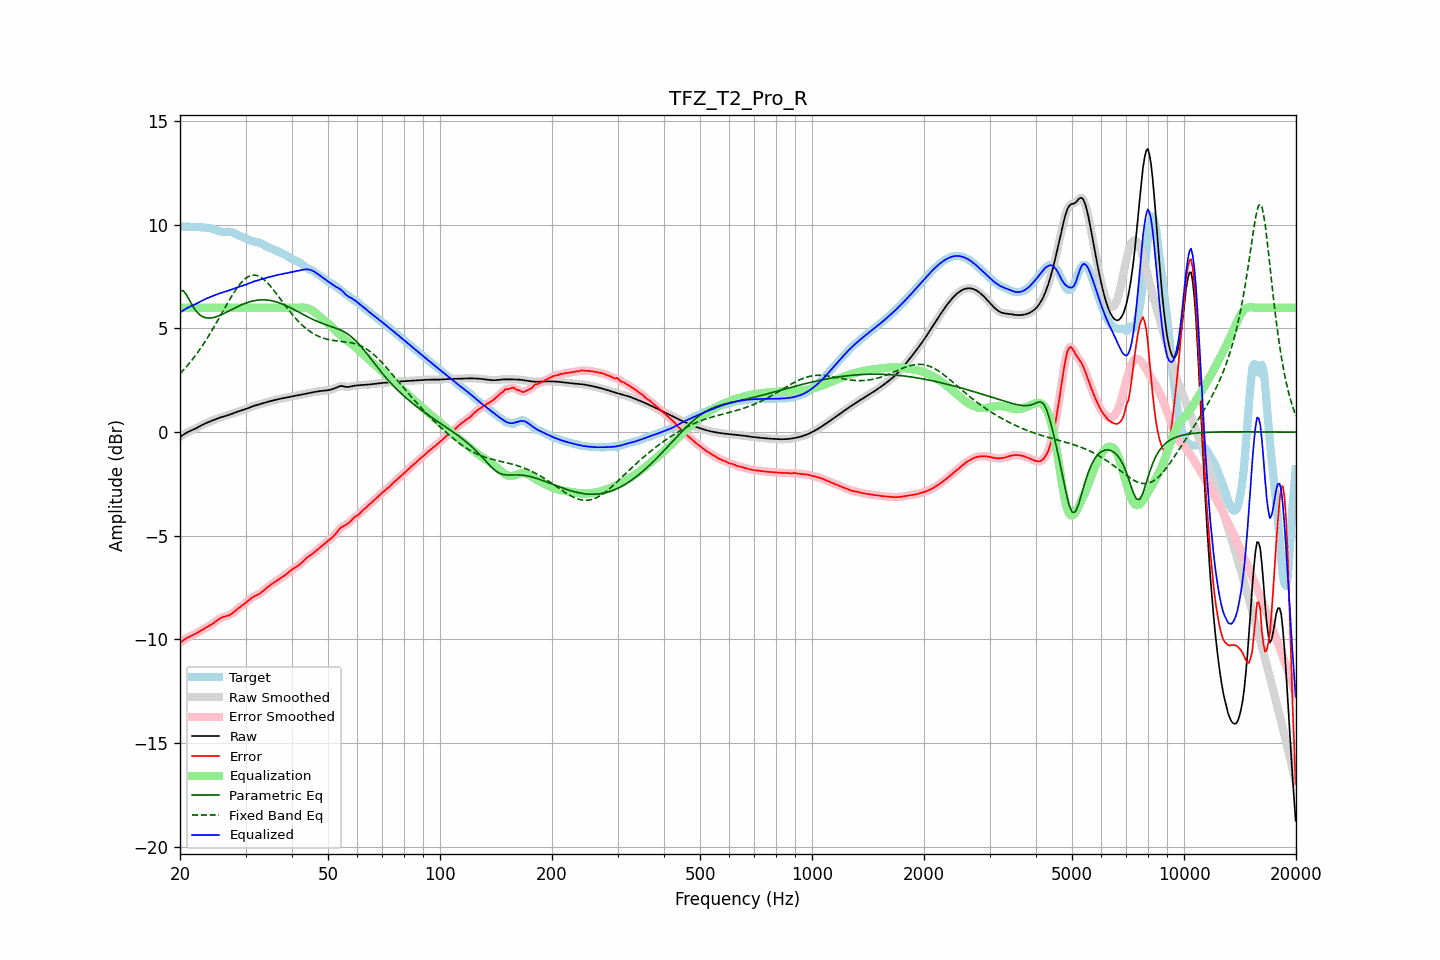 TFZ_T2_Pro_R
Amplitude (dBr)
15
10
5
0
−5
−10
−15
−20
Target
Raw Smoothed
Error Smoothed
Raw
Error
Equalization
Parametric Eq
Fixed Band Eq
Equalized
20 50 100 200 500 1000 2000 5000 10000 20000
Frequency (Hz)